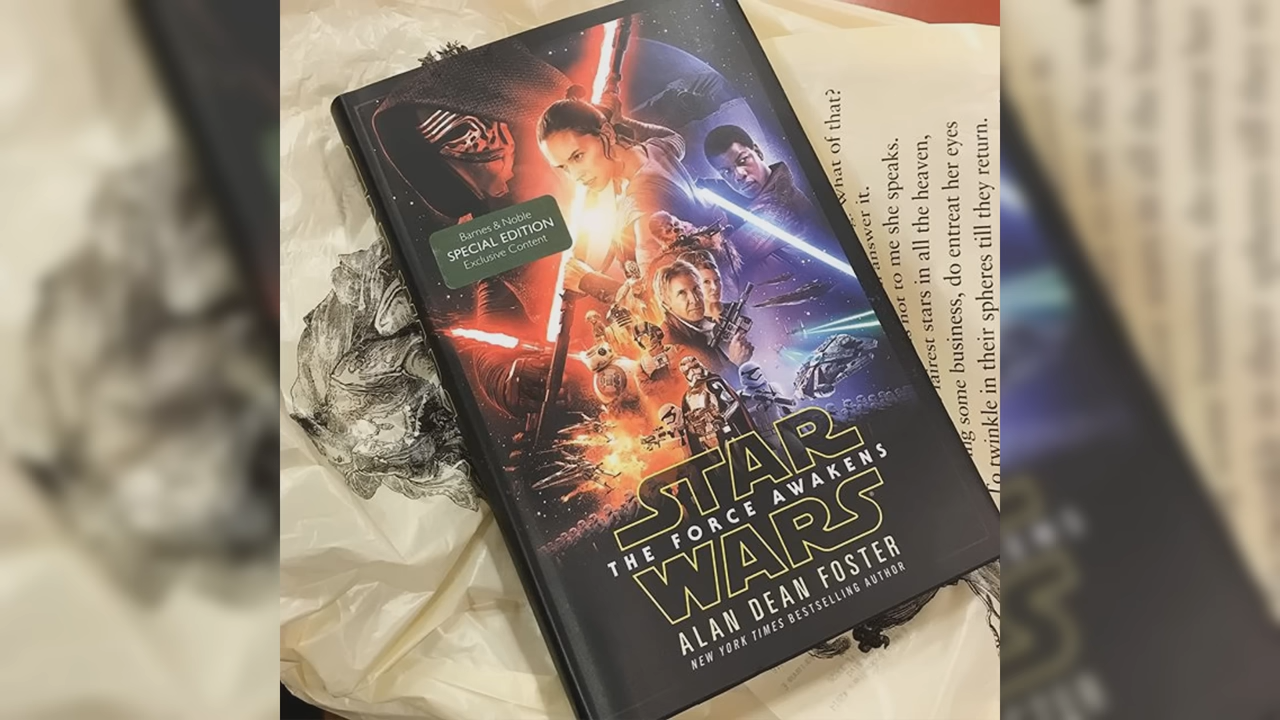 Barnes & Noble
SPECIAL EDITION
Exclusive Content
STAR
THE FORCE AWAKENS
WARS
ALAN DEAN FOSTER
NEW YORK TIMES BESTSELLING AUTHOR
What of that?
answer it.
not to me she speaks.
fairest stars in all the heaven,
some business, do entreat her eyes
To twinkle in their spheres till they return.